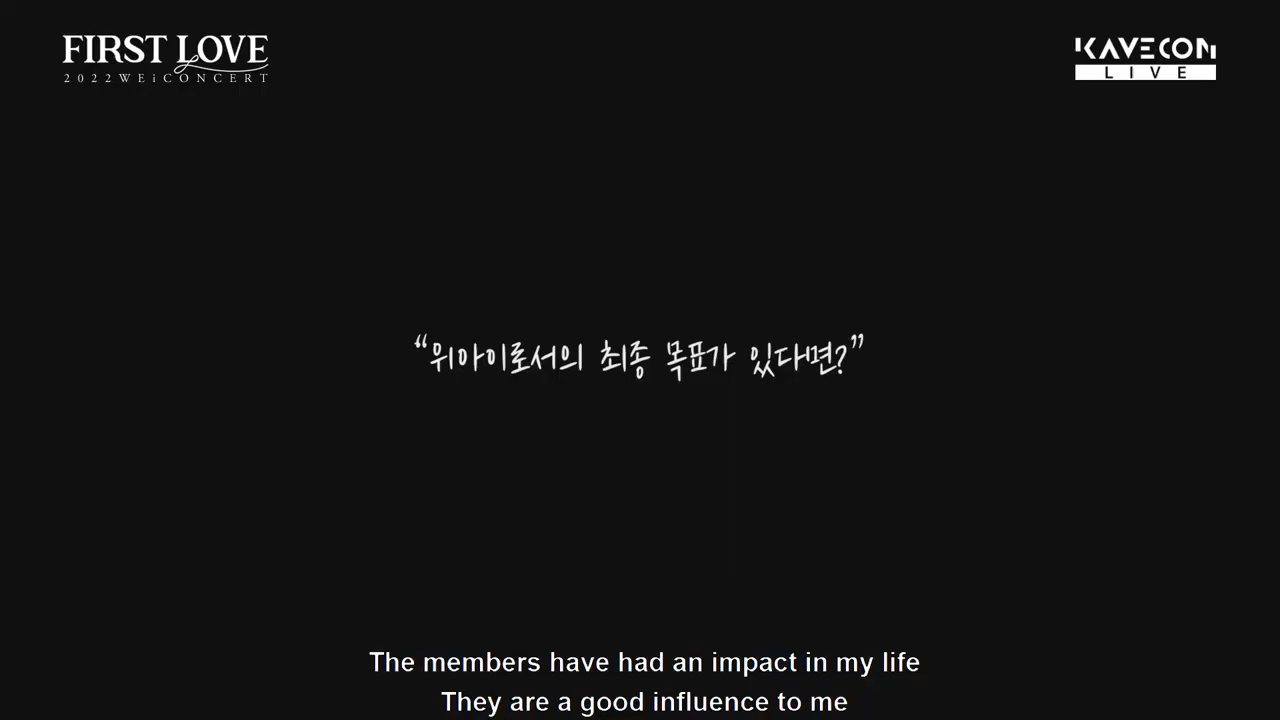 FIRST LOVE
2022 WEi CONCERT
KAVECON
LIVE
“위아이로서의 최종 목표가 있다면?”
The members have had an impact in my life
They are a good influence to me